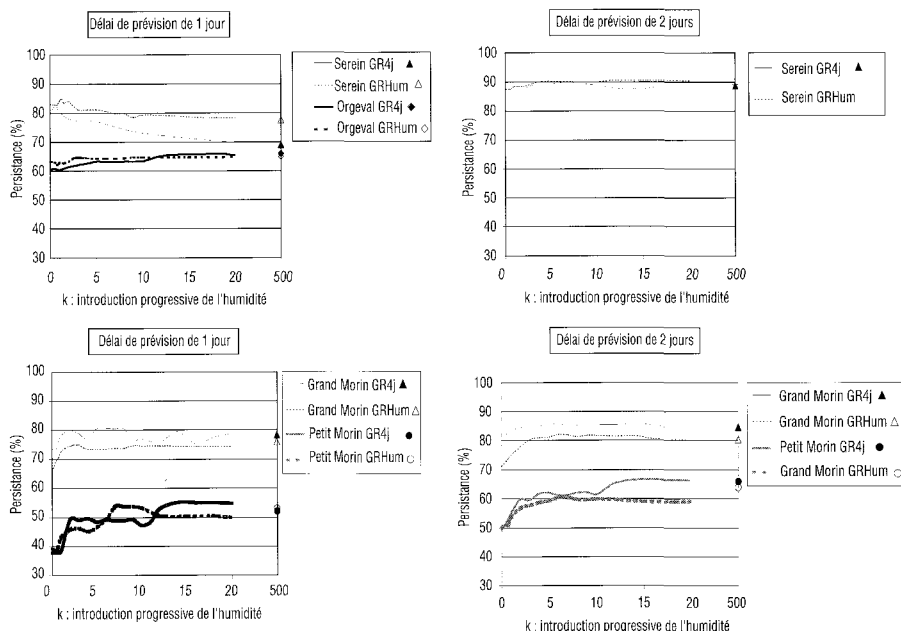 Délai de prévision de 1 jour
Persistance (%)
100
90
80
70
60
50
40
30
0
5
10
15
20
500
k : introduction progressive de l'humidité
Serein GR4j
Serein GRHum
Orgeval GR4j
Orgeval GRHum
Délai de prévision de 2 jours
Persistance (%)
100
90
80
70
60
50
40
30
0
5
10
15
20
500
k : introduction progressive de l'humidité
Serein GR4j
Serein GRHum
Délai de prévision de 1 jour
Persistance (%)
100
90
80
70
60
50
40
30
0
5
10
15
20
500
k : introduction progressive de l'humidité
Grand Morin GR4j
Grand Morin GRHum
Petit Morin GR4j
Petit Morin GRHum
Délai de prévision de 2 jours
Persistance (%)
100
90
80
70
60
50
40
30
0
5
10
15
20
500
k : introduction progressive de l'humidité
Grand Morin GR4j
Grand Morin GRHum
Petit Morin GR4j
Grand Morin GRHum